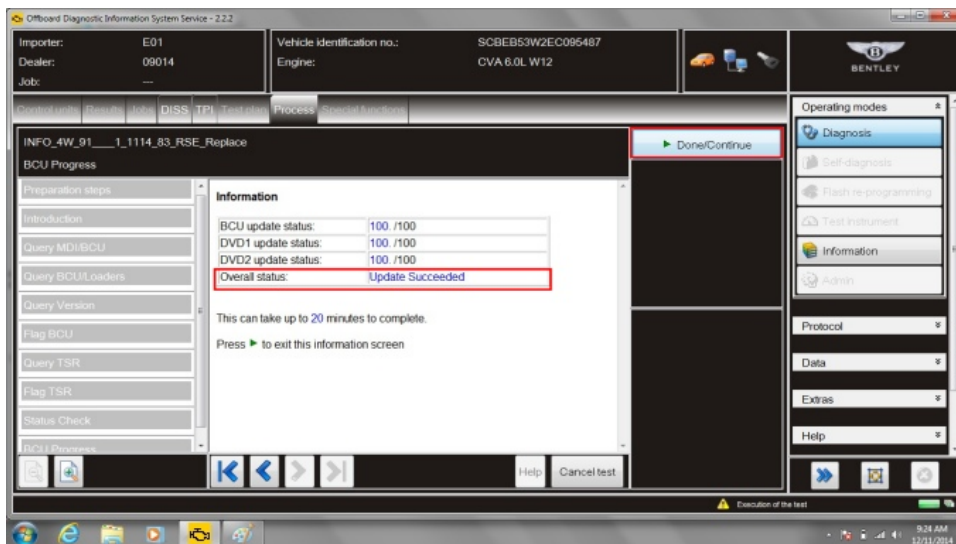 Offboard Diagnostic Information System Service - 2.2.2
Importer: E01
Dealer: 09014
Job: ---
Vehicle identification no.: SCBEB53W2EC095487
Engine: CVA 6.0L W12
BENTLEY
Control units Results Jobs DISS TPI Test plan Process Special functions
INFO_4W_91____1_1114_83_RSE_Replace
BCU Progress
Done/Continue
Preparation steps
Introduction
Query MDI/BCU
Query BCU/Loaders
Query Version
Flag BCU
Query TSR
Flag TSR
Status Check
BCU Progress
Information
BCU update status: 100. /100
DVD1 update status: 100. /100
DVD2 update status: 100. /100
Overall status: Update Succeeded
This can take up to 20 minutes to complete.
Press ► to exit this information screen
Help
Cancel test
Operating modes
Diagnosis
Self-diagnosis
Flash re-programming
Test instrument
Information
Admin
Protocol
Data
Extras
Help
Execution of the test
9:24 AM
12/11/2014